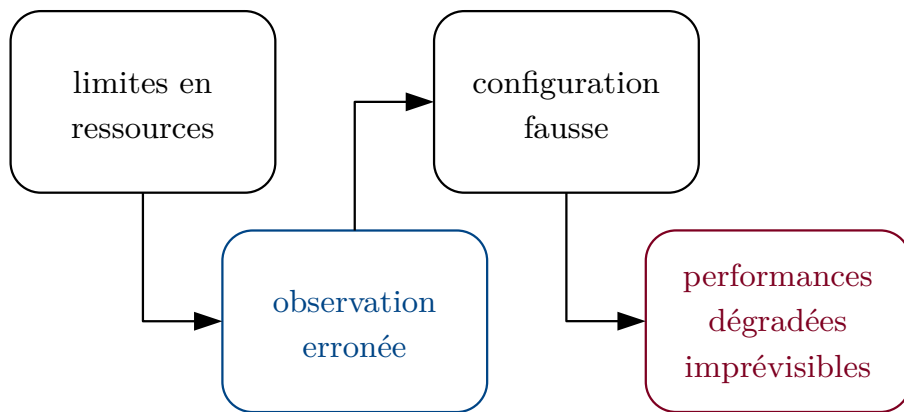 limites en
ressources
configuration
fausse
observation
erronée
performances
dégradées
imprévisibles